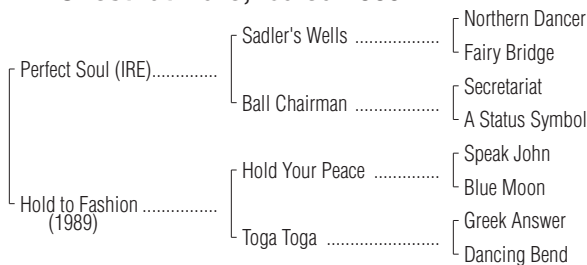 Northern Dancer
Sadler's Wells ...................
Fairy Bridge
Perfect Soul (IRE)..............
Secretariat
Ball Chairman ...................
A Status Symbol
Speak John
Hold Your Peace ...............
Blue Moon
Hold to Fashion ................
(1989)
Greek Answer
Toga Toga .........................
Dancing Bend